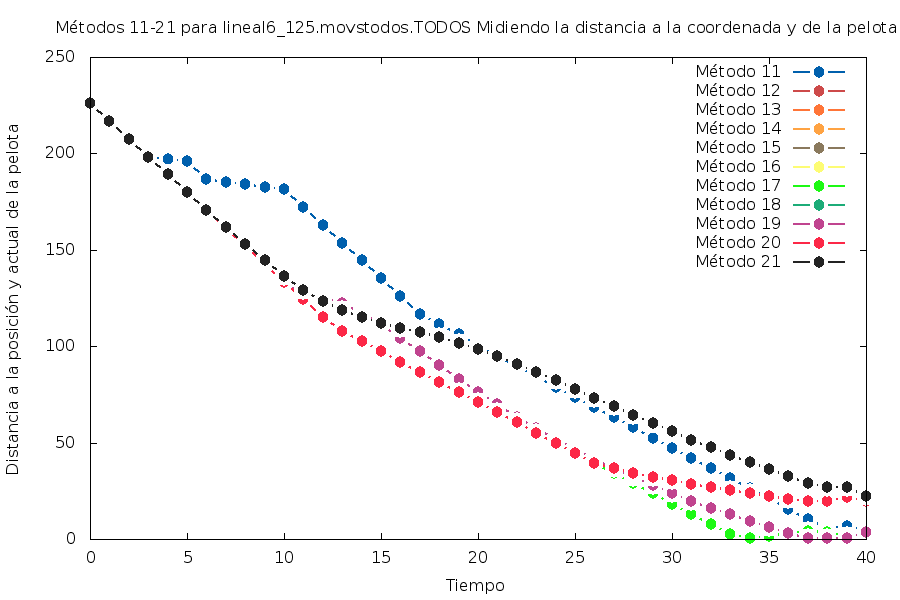 Métodos 11-21 para lineal6_125.movstodos.TODOS Midiendo la distancia a la coordenada y de la pelota
Distancia a la posición y actual de la pelota
250
200
150
100
50
0
Método 11
Método 12
Método 13
Método 14
Método 15
Método 16
Método 17
Método 18
Método 19
Método 20
Método 21
0 5 10 15 20 25 30 35 40
Tiempo